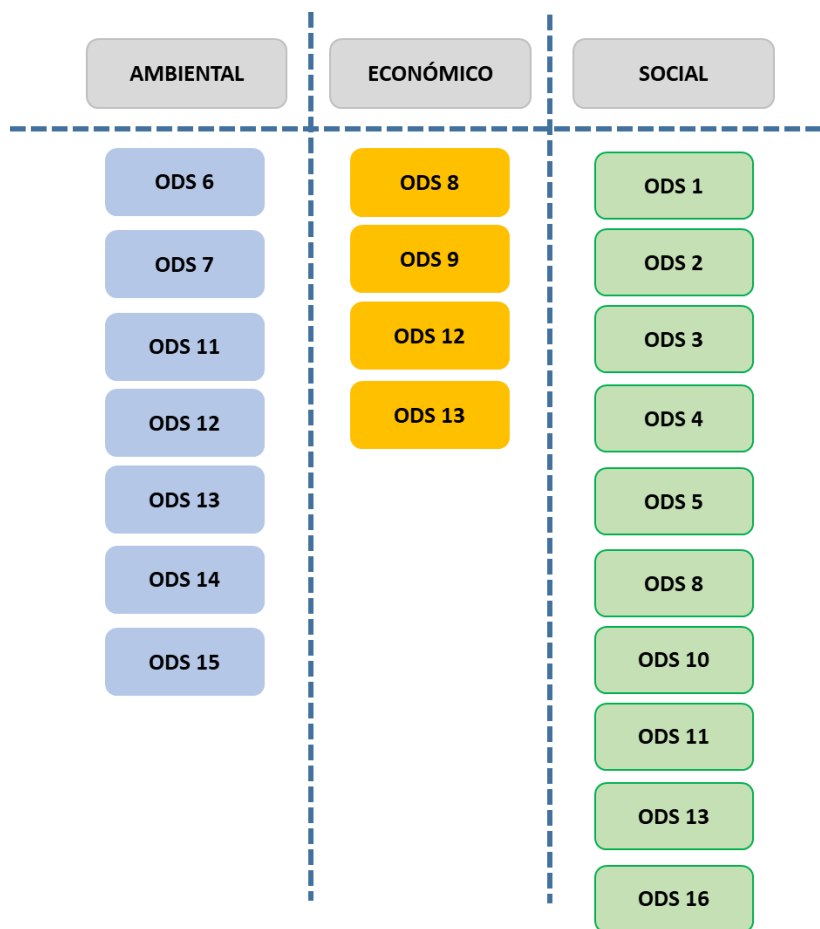 AMBIENTAL
ECONÓMICO
SOCIAL
ODS 6
ODS 7
ODS 11
ODS 12
ODS 13
ODS 14
ODS 15
ODS 8
ODS 9
ODS 12
ODS 13
ODS 1
ODS 2
ODS 3
ODS 4
ODS 5
ODS 8
ODS 10
ODS 11
ODS 13
ODS 16